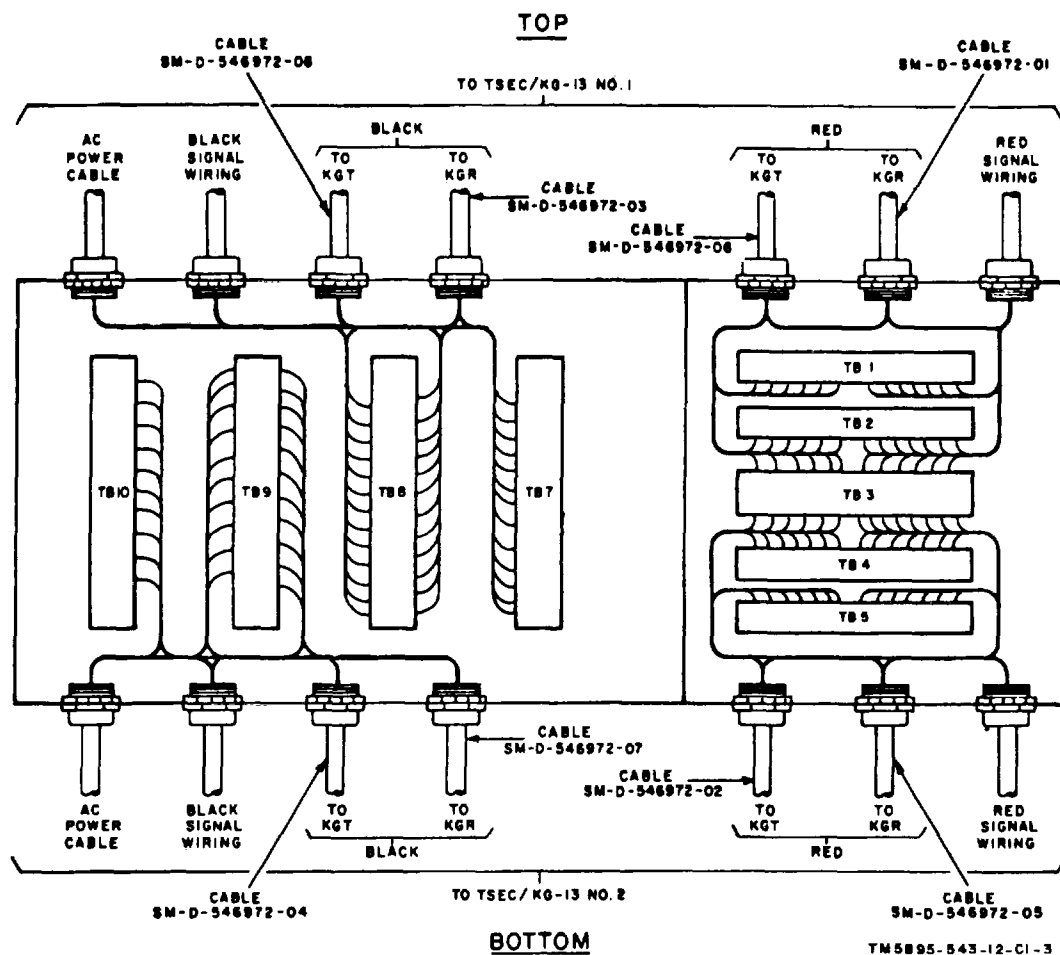 TOP
CABLE
SM-D-546972-08
CABLE
SM-D-546972-01
TO TSEC/KG-13 NO. 1
BLACK
RED
AC
POWER
CABLE
BLACK
SIGNAL
WIRING
TO
KGT
TO
KGR
CABLE
SM-D-546972-03
TO
KGT
TO
KGR
RED
SIGNAL
WIRING
CABLE
SM-D-546972-06
TB10
TB9
TB8
TB7
TB 1
TB 2
TB 3
TB 4
TB 5
CABLE
SM-D-546972-07
CABLE
SM-D-546972-02
AC
POWER
CABLE
BLACK
SIGNAL
WIRING
TO
KGT
TO
KGR
BLACK
TO
KGT
TO
KGR
RED
RED
SIGNAL
WIRING
TO TSEC/KG-13 NO. 2
CABLE
SM-D-546972-04
CABLE
SM-D-546972-05
BOTTOM
TM5895-543-12-C1-3